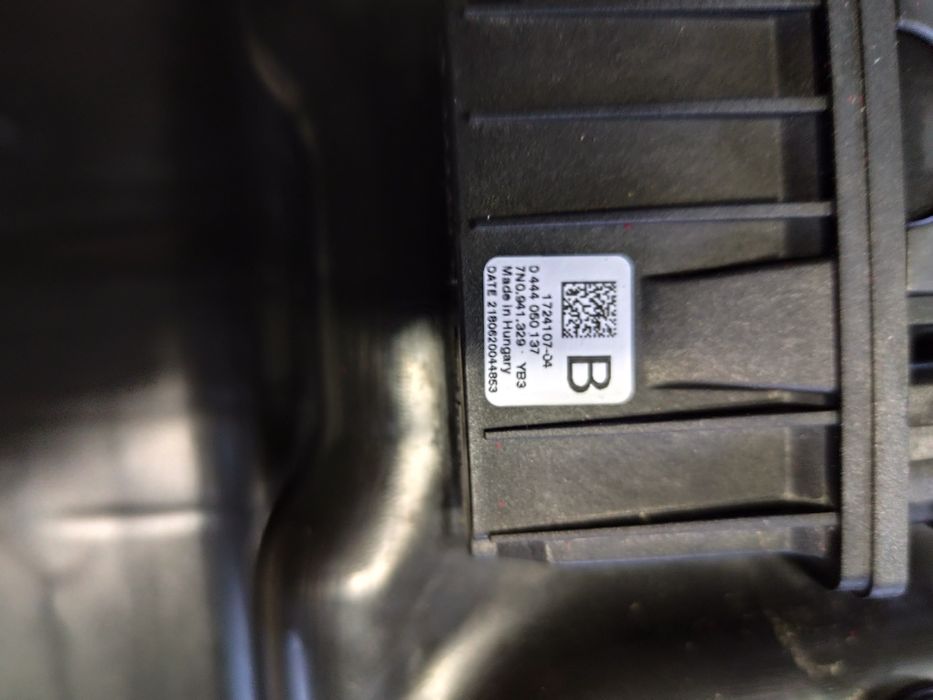 B
1724107-04
0 444 050 137
7N0.941.329 · YB3
Made in Hungary
DATE 2180620044853